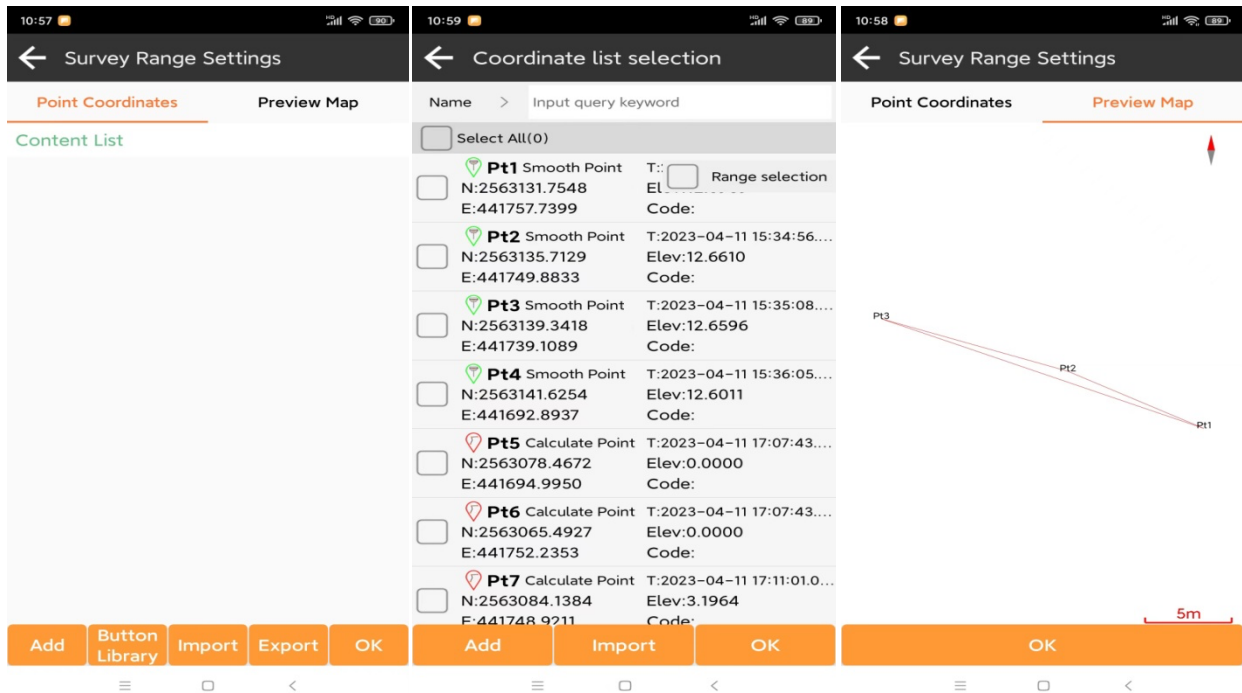 10:57
HD
90
Survey Range Settings
Point Coordinates
Preview Map
Content List
Add
Button
Library
Import
Export
OK
10:59
HD
89
Coordinate list selection
Name > Input query keyword
Select All(0)
Pt1 Smooth Point T:
Range selection
N:2563131.7548
E:441757.7399 Code:
Pt2 Smooth Point T:2023-04-11 15:34:56....
N:2563135.7129 Elev:12.6610
E:441749.8833 Code:
Pt3 Smooth Point T:2023-04-11 15:35:08....
N:2563139.3418 Elev:12.6596
E:441739.1089 Code:
Pt4 Smooth Point T:2023-04-11 15:36:05....
N:2563141.6254 Elev:12.6011
E:441692.8937 Code:
Pt5 Calculate Point T:2023-04-11 17:07:43....
N:2563078.4672 Elev:0.0000
E:441694.9950 Code:
Pt6 Calculate Point T:2023-04-11 17:07:43....
N:2563065.4927 Elev:0.0000
E:441752.2353 Code:
Pt7 Calculate Point T:2023-04-11 17:11:01.0...
N:2563084.1384 Elev:3.1964
E:441748.9211 Code:
Add
Import
OK
10:58
HD
89
Survey Range Settings
Point Coordinates
Preview Map
Pt3
Pt2
Pt1
5m
OK